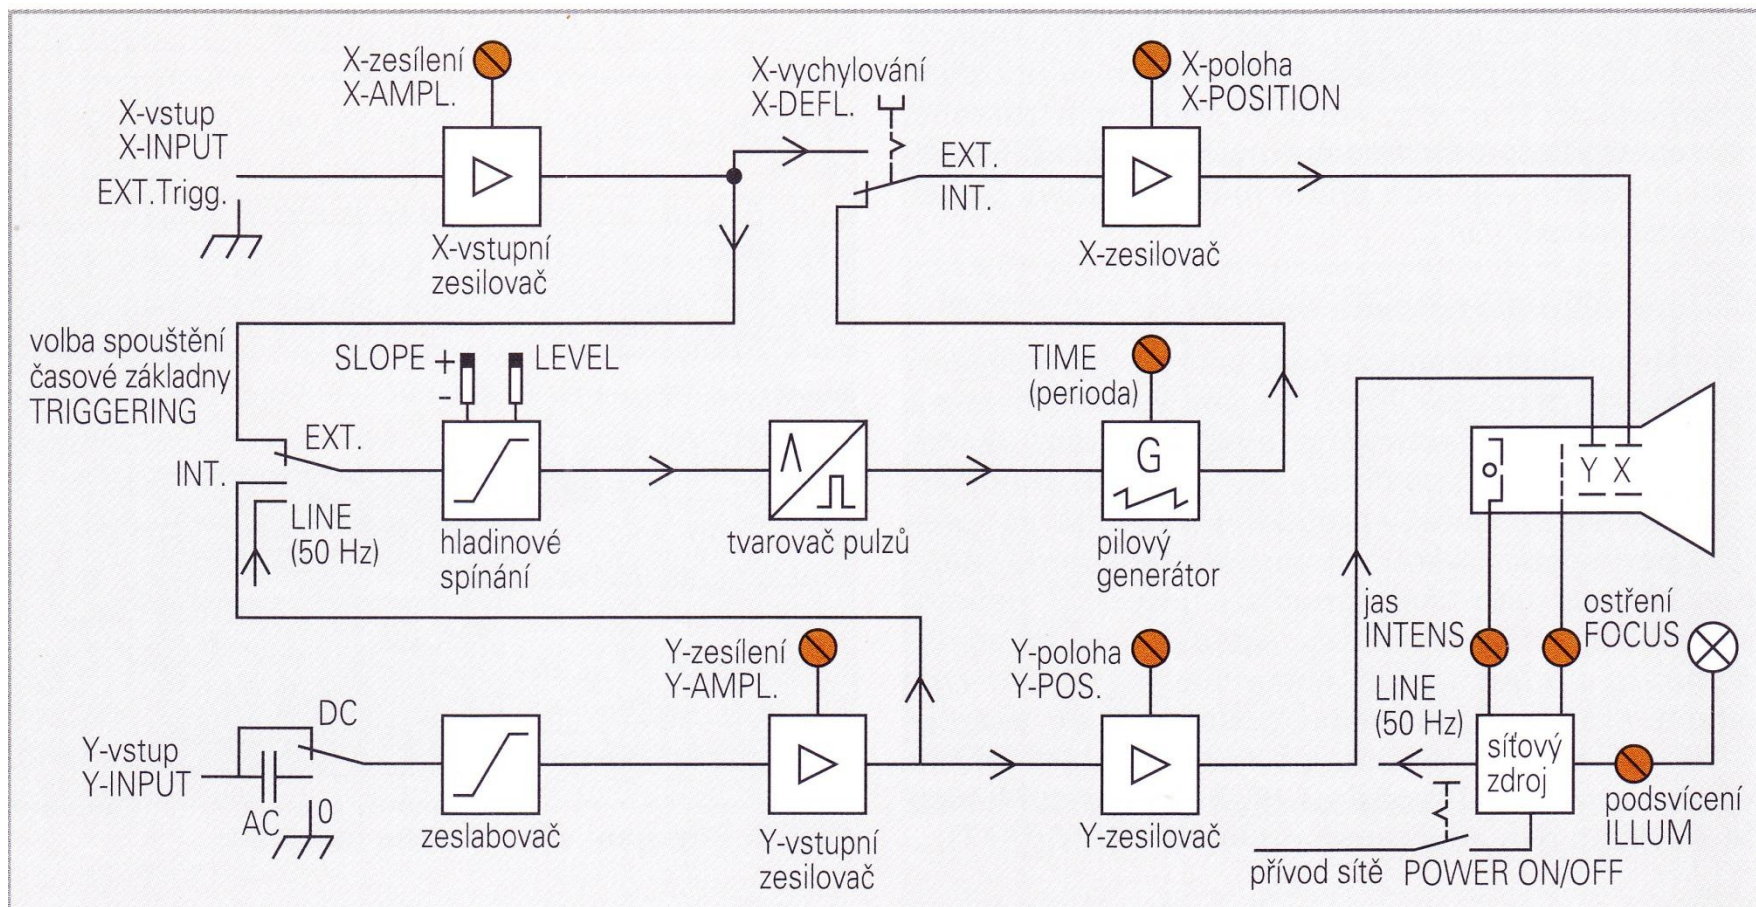 X-zesílení
X-AMPL.
X-vychylování
X-DEFL.
X-poloha
X-POSITION
X-vstup
X-INPUT
EXT.Trigg.
EXT.
INT.
X-vstupní
zesilovač
X-zesilovač
volba spouštění
časové základny
TRIGGERING
SLOPE +
-
LEVEL
TIME
(perioda)
EXT.
INT.
LINE
(50 Hz)
G
Y X
hladinové
spínání
tvarovač pulzů
pilový
generátor
jas
INTENS
ostření
FOCUS
Y-zesílení
Y-AMPL.
Y-poloha
Y-POS.
LINE
(50 Hz)
DC
Y-vstup
Y-INPUT
AC
0
síťový
zdroj
zeslabovač
Y-vstupní
zesilovač
Y-zesilovač
podsvícení
ILLUM
přívod sítě
POWER ON/OFF